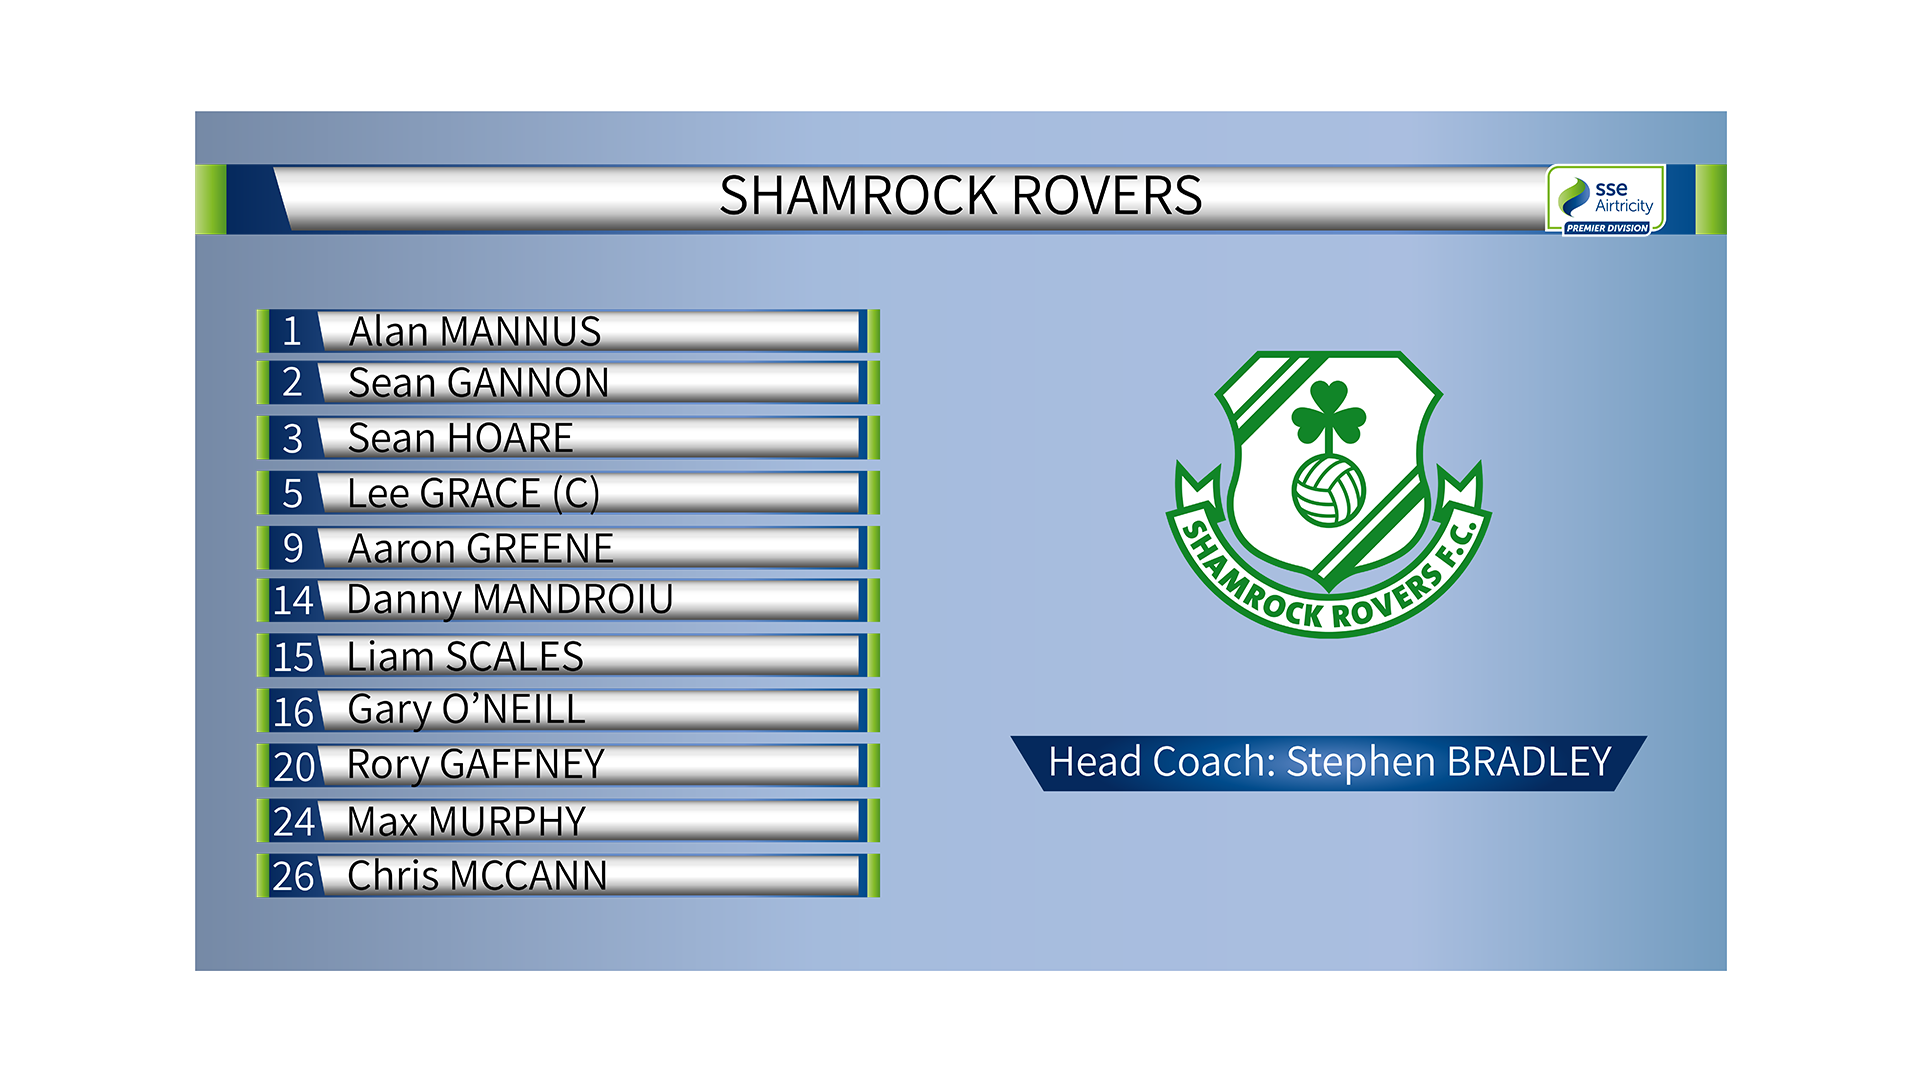 SHAMROCK ROVERS
sse
Airtricity
PREMIER DIVISION
1 Alan MANNUS
2 Sean GANNON
3 Sean HOARE
5 Lee GRACE (C)
9 Aaron GREENE
14 Danny MANDROIU
15 Liam SCALES
16 Gary O’NEILL
20 Rory GAFFNEY
24 Max MURPHY
26 Chris MCCANN
SHAMROCK ROVERS F.C.
Head Coach: Stephen BRADLEY